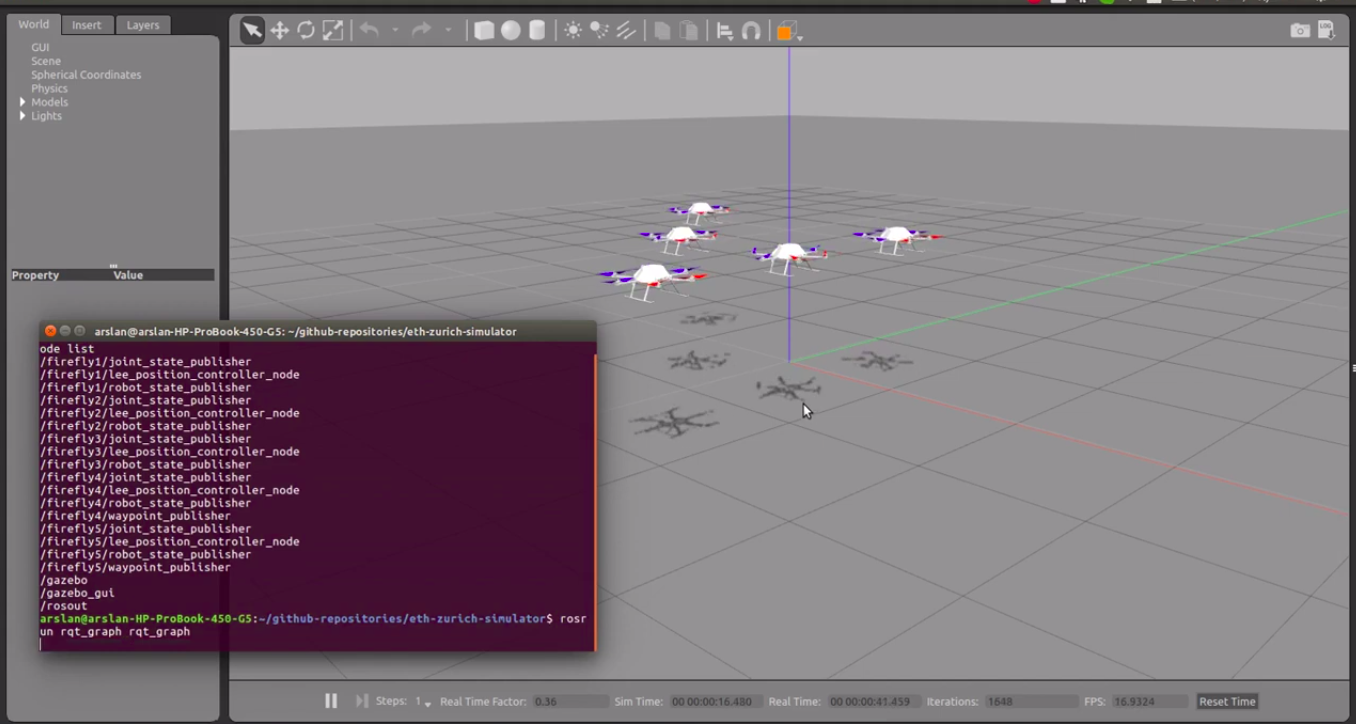 World
Insert
Layers
GUI
Scene
Spherical Coordinates
Physics
Models
Lights
Property Value
arslan@arslan-HP-ProBook-450-G5: ~/github-repositories/eth-zurich-simulator
ode list
/firefly1/joint_state_publisher
/firefly1/lee_position_controller_node
/firefly1/robot_state_publisher
/firefly2/joint_state_publisher
/firefly2/lee_position_controller_node
/firefly2/robot_state_publisher
/firefly3/joint_state_publisher
/firefly3/lee_position_controller_node
/firefly3/robot_state_publisher
/firefly4/joint_state_publisher
/firefly4/lee_position_controller_node
/firefly4/robot_state_publisher
/firefly4/waypoint_publisher
/firefly5/joint_state_publisher
/firefly5/lee_position_controller_node
/firefly5/robot_state_publisher
/firefly5/waypoint_publisher
/gazebo
/gazebo_gui
/rosout
arslan@arslan-HP-ProBook-450-G5:~/github-repositories/eth-zurich-simulator$ rosr
un rqt_graph rqt_graph
Steps: 1 Real Time Factor: 0.36 Sim Time: 00 00:00:16.480 Real Time: 00 00:00:41.459 Iterations: 1648 FPS: 16.9324 Reset Time
LOG